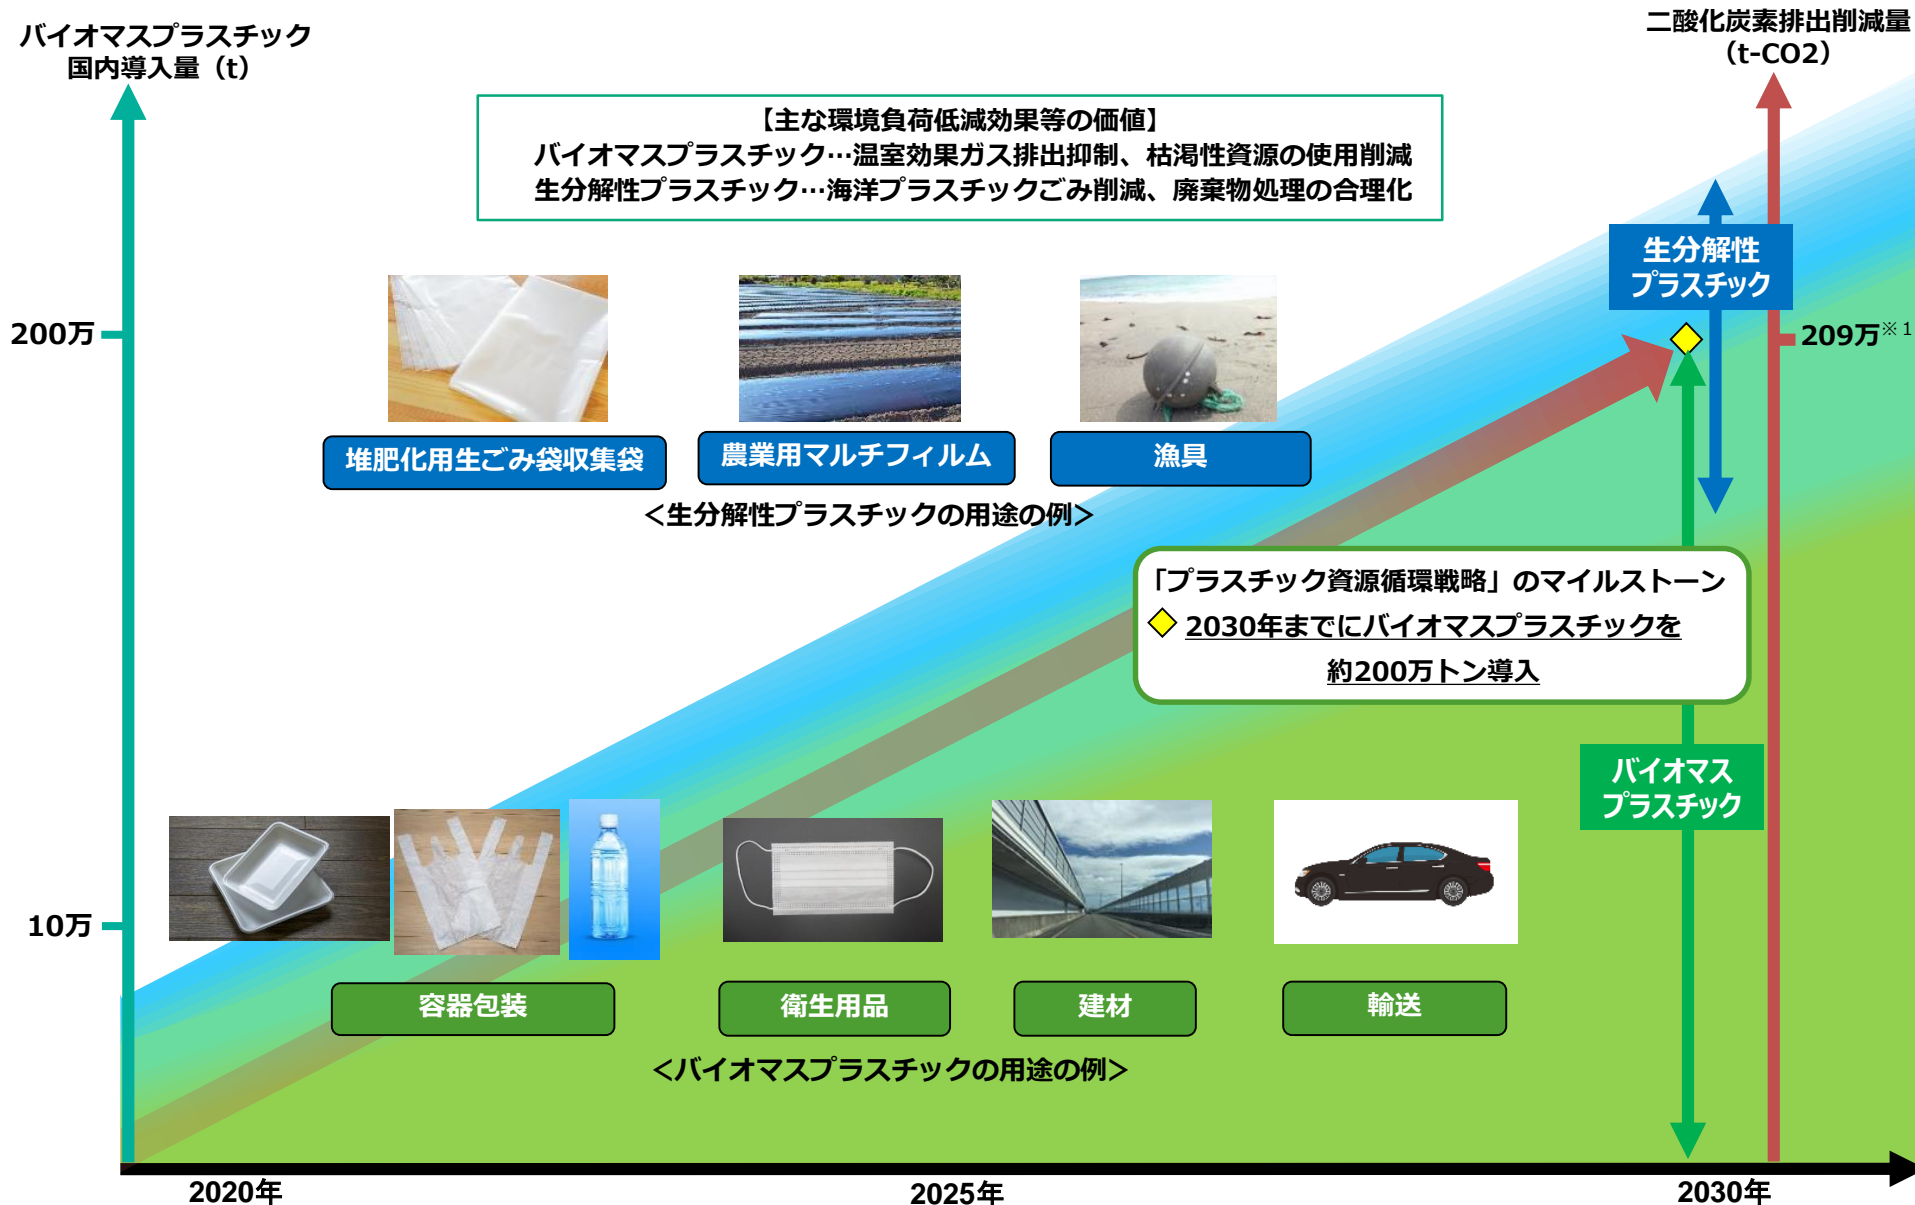 バイオマスプラスチック
国内導入量（t）
二酸化炭素排出削減量
（t-CO2）
【主な環境負荷低減効果等の価値】
バイオマスプラスチック…温室効果ガス排出抑制、枯渇性資源の使用削減
生分解性プラスチック…海洋プラスチックごみ削減、廃棄物処理の合理化
生分解性
プラスチック
200万
209万※1
堆肥化用生ごみ袋収集袋
農業用マルチフィルム
漁具
＜生分解性プラスチックの用途の例＞
「プラスチック資源循環戦略」のマイルストーン
2030年までにバイオマスプラスチックを
約200万トン導入
バイオマス
プラスチック
10万
容器包装
衛生用品
建材
輸送
＜バイオマスプラスチックの用途の例＞
2020年
2025年
2030年